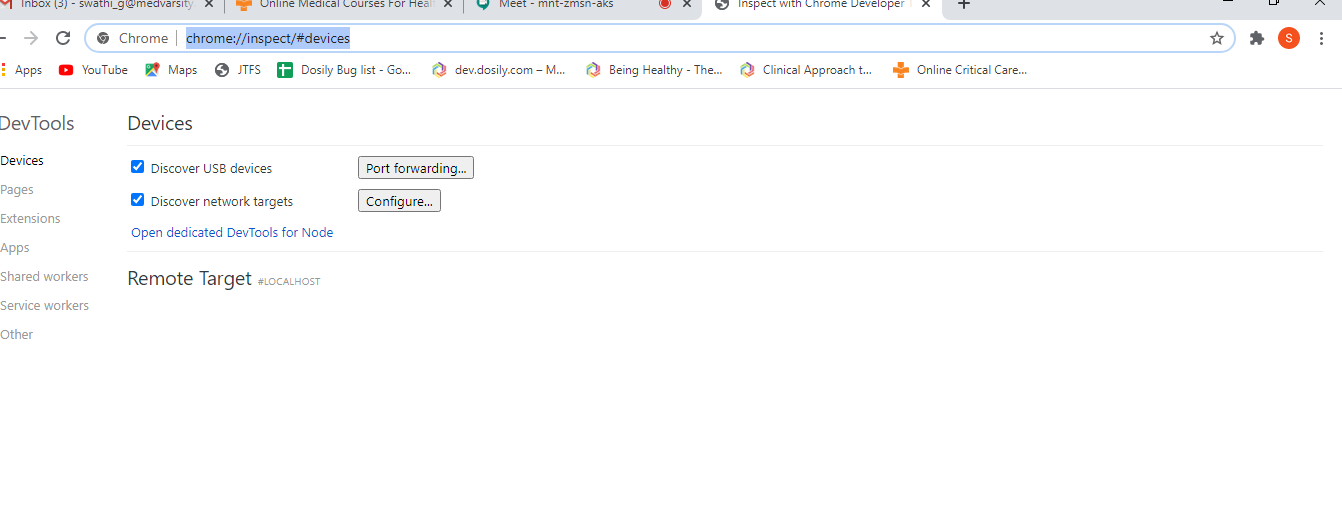 Inbox (3) - swathi_g@medvarsity
Online Medical Courses For Heal
Meet - mnt-zmsn-aks
Inspect with Chrome Developer
Chrome
chrome://inspect/#devices
S
Apps
YouTube
Maps
JTFS
Dosily Bug list - Go...
dev.dosily.com – M...
Being Healthy - The...
Clinical Approach t...
Online Critical Care...
DevTools
Devices
Pages
Extensions
Apps
Shared workers
Service workers
Other
Devices
Discover USB devices
Port forwarding...
Discover network targets
Configure...
Open dedicated DevTools for Node
Remote Target #LOCALHOST